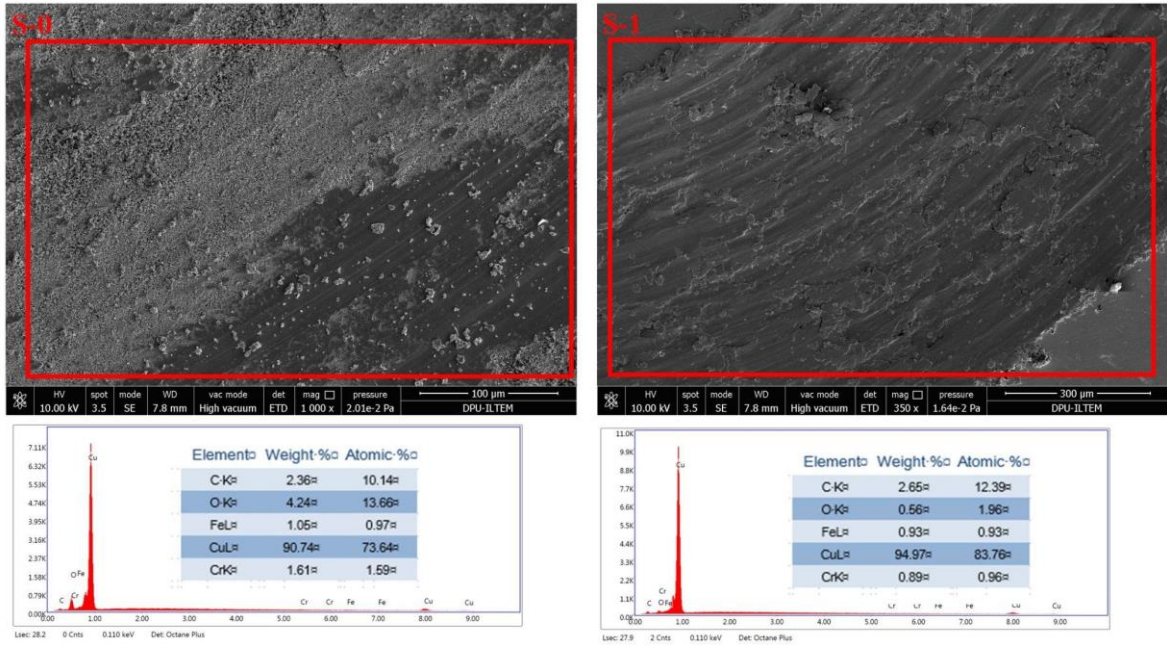 S-0
HV spot mode WD vac mode det mag □ pressure 100 µm
10.00 kV 3.5 SE 7.8 mm High vacuum ETD 1 000 x 2.01e-2 Pa DPU-ILTEM
7.11K
6.32K
5.53K
4.74K
3.95K
3.16K
2.37K
1.58K
0.79K
0.00K
Cu
O Fe
C Cr
Cr Cr Fe Fe Cu Cu
0.00 1.00 2.00 3.00 4.00 5.00 6.00 7.00 8.00 9.00
Element¤ Weight·%¤ Atomic·%¤
C·K¤ 2.36¤ 10.14¤
O·K¤ 4.24¤ 13.66¤
FeL¤ 1.05¤ 0.97¤
CuL¤ 90.74¤ 73.64¤
CrK¤ 1.61¤ 1.59¤
Lsec: 28.2 0 Cnts 0.110 keV Det: Octane Plus
S-1
HV spot mode WD vac mode det mag □ pressure 300 µm
10.00 kV 3.5 SE 7.8 mm High vacuum ETD 350 x 1.64e-2 Pa DPU-ILTEM
11.0K
9.9K
8.8K
7.7K
6.6K
5.5K
4.4K
3.3K
2.2K
1.1K
0.0K
Cu
Cr
C O Fe
Cr Cr Fe Fe Cu Cu
0.00 1.00 2.00 3.00 4.00 5.00 6.00 7.00 8.00 9.00
Element¤ Weight·%¤ Atomic·%¤
C·K¤ 2.65¤ 12.39¤
O·K¤ 0.56¤ 1.96¤
FeL¤ 0.93¤ 0.93¤
CuL¤ 94.97¤ 83.76¤
CrK¤ 0.89¤ 0.96¤
Lsec: 27.9 2 Cnts 0.110 keV Det: Octane Plus